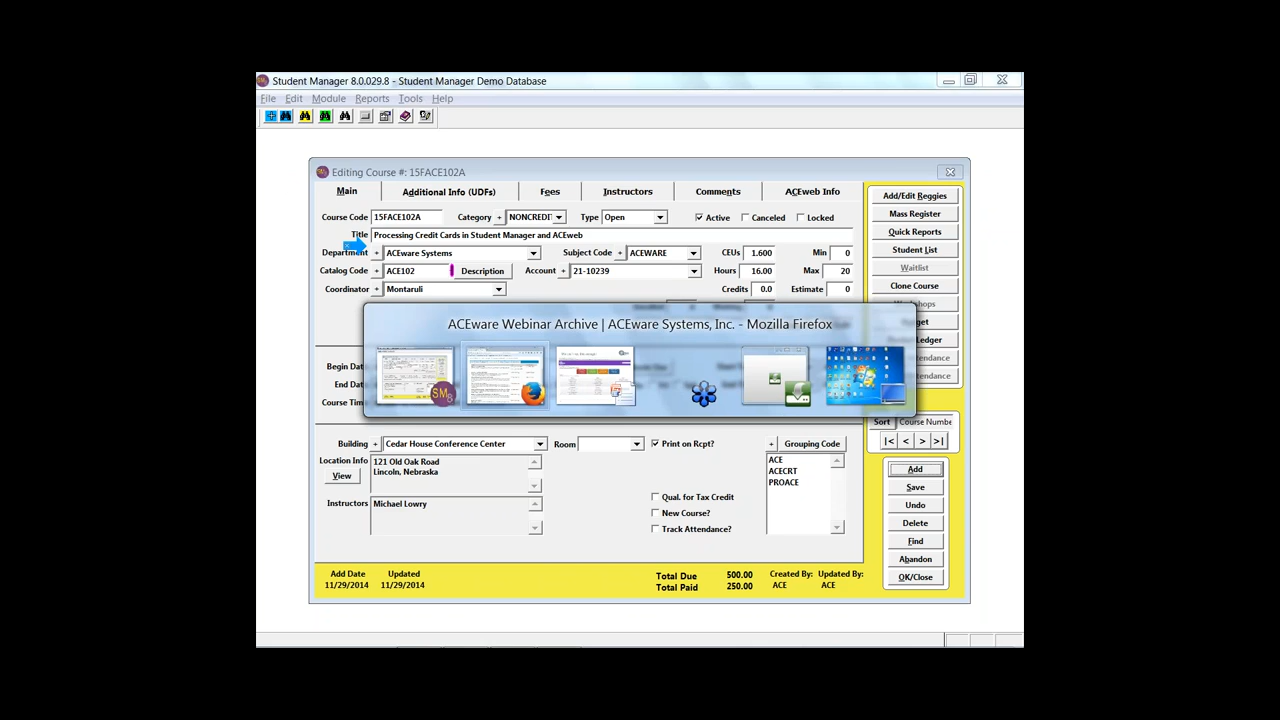 Student Manager 8.0.029.8 - Student Manager Demo Database
File Edit Module Reports Tools Help
Editing Course #: 15FACE102A
Main Additional Info (UDFs) Fees Instructors Comments ACEweb Info
Course Code 15FACE102A Category + NONCREDIT Type Open Active Canceled Locked
Title Processing Credit Cards in Student Manager and ACEweb
Department + ACEware Systems Subject Code + ACEWARE CEUs 1.600 Min 0
Catalog Code + ACE102 Description Account + 21-10239 Hours 16.00 Max 20
Coordinator + Montaruli Credits 0.0 Estimate 0
ACEware Webinar Archive | ACEware Systems, Inc. - Mozilla Firefox
SM8
Begin Date
End Date
Course Time
Building + Cedar House Conference Center Room Print on Rcpt? + Grouping Code
Location Info
View
121 Old Oak Road
Lincoln, Nebraska
ACE
ACECRT
PROACE
Instructors Michael Lowry
Qual. for Tax Credit
New Course?
Track Attendance?
Add Date Updated
11/29/2014 11/29/2014
Total Due 500.00
Total Paid 250.00
Created By: Updated By:
ACE ACE
Add/Edit Reggies
Mass Register
Quick Reports
Student List
Waitlist
Clone Course
Sort Course Number
|< < > >|
Add
Save
Undo
Delete
Find
Abandon
OK/Close